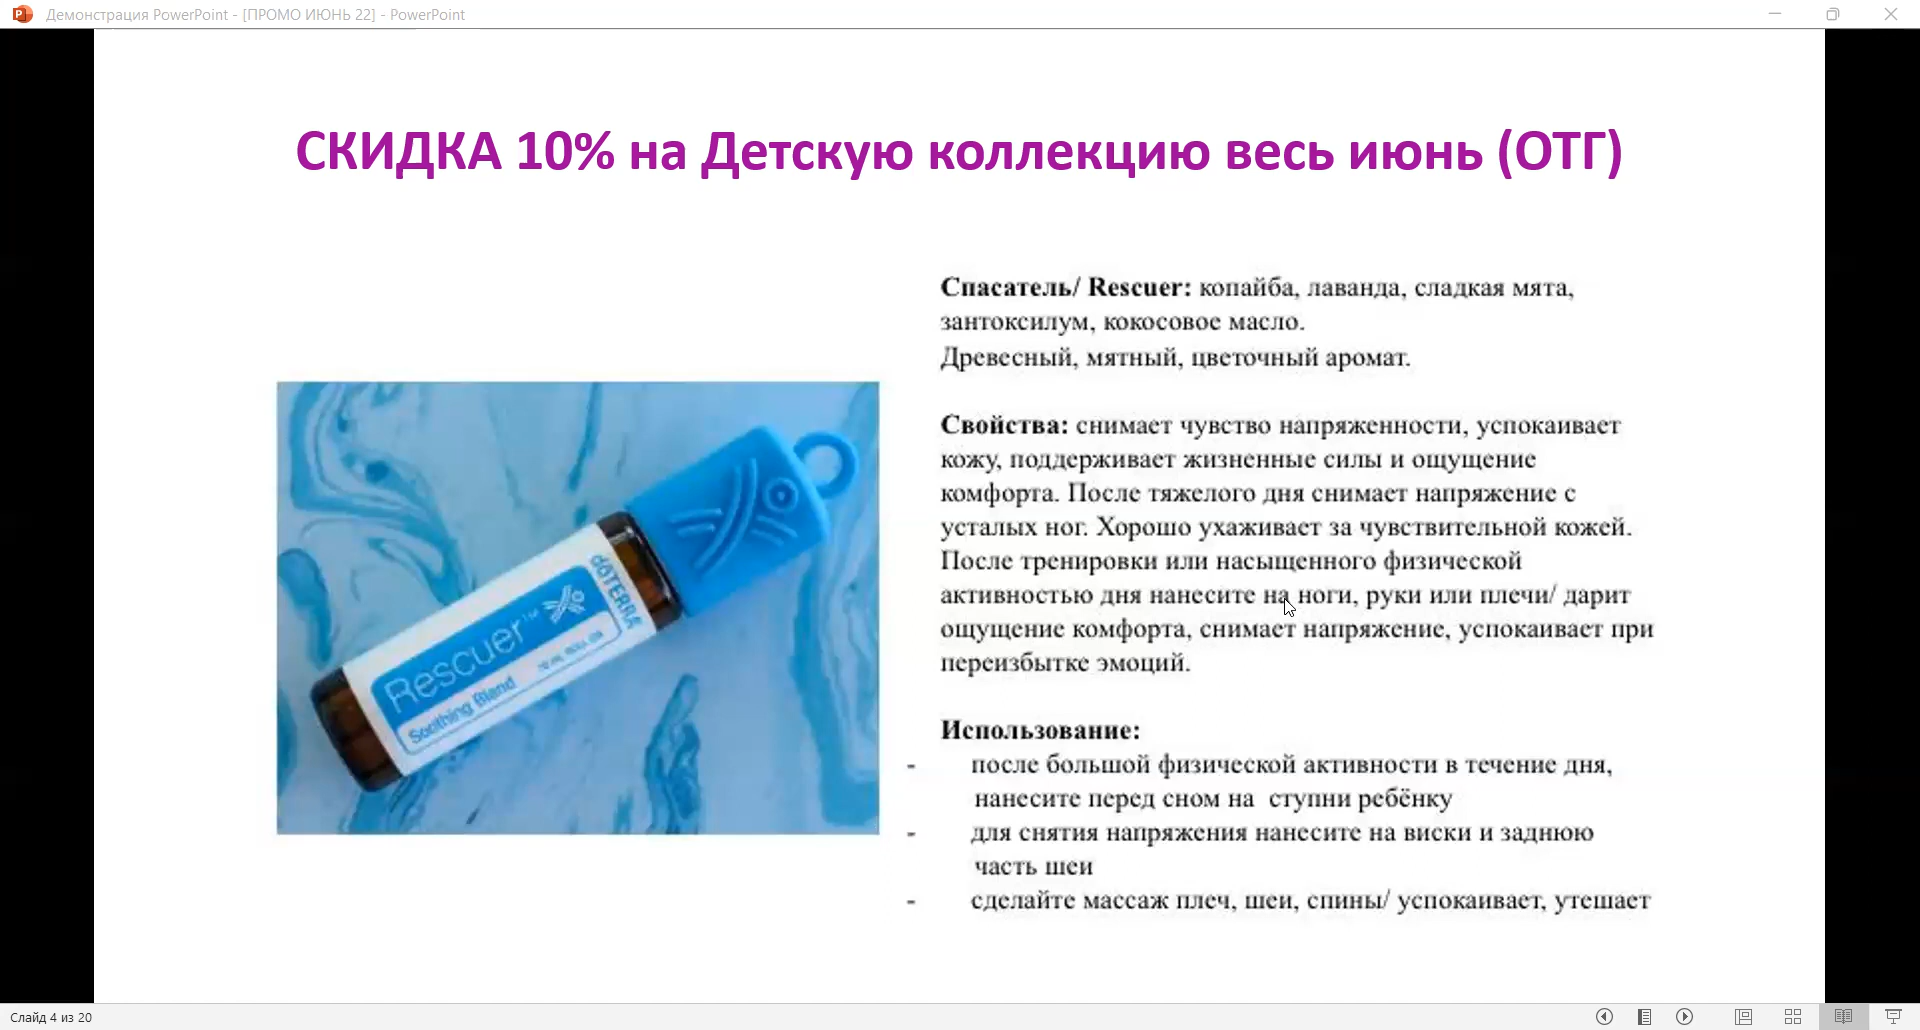 Демонстрация PowerPoint - [ПРОМО ИЮНЬ 22] - PowerPoint
СКИДКА 10% на Детскую коллекцию весь июнь (ОТГ)
Спасатель/ Rescuer: копайба, лаванда, сладкая мята,
зантоксилум, кокосовое масло.
Древесный, мятный, цветочный аромат.
Свойства: снимает чувство напряженности, успокаивает
кожу, поддерживает жизненные силы и ощущение
комфорта. После тяжелого дня снимает напряжение с
усталых ног. Хорошо ухаживает за чувствительной кожей.
После тренировки или насыщенного физической
активностью дня нанесите на ноги, руки или плечи/ дарит
ощущение комфорта, снимает напряжение, успокаивает при
переизбытке эмоций.
Использование:
- после большой физической активности в течение дня,
нанесите перед сном на ступни ребёнку
- для снятия напряжения нанесите на виски и заднюю
часть шеи
- сделайте массаж плеч, шеи, спины/ успокаивает, утешает
dōTERRA
Rescuer™
Soothing Blend
10 mL ROLL ON
Слайд 4 из 20